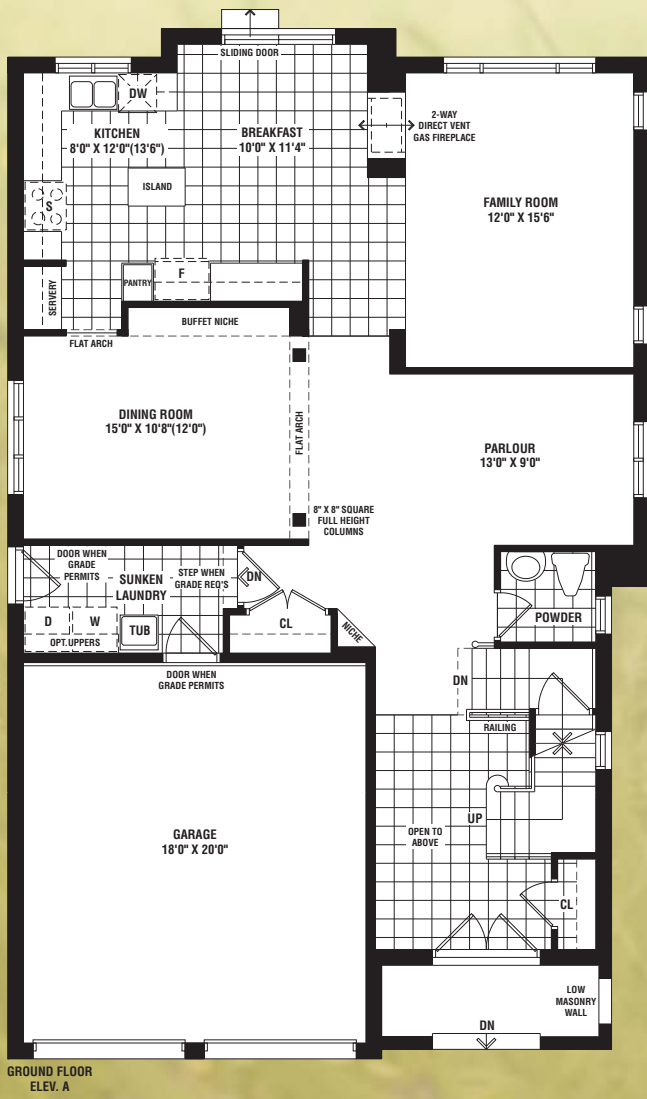 SLIDING DOOR
DW
KITCHEN
8'0" X 12'0"(13'6")
BREAKFAST
10'0" X 11'4"
2-WAY
DIRECT VENT
GAS FIREPLACE
ISLAND
S
FAMILY ROOM
12'0" X 15'6"
SERVERY
PANTRY
F
BUFFET NICHE
FLAT ARCH
DINING ROOM
15'0" X 10'8"(12'0")
FLAT ARCH
PARLOUR
13'0" X 9'0"
8" X 8" SQUARE
FULL HEIGHT
COLUMNS
DOOR WHEN
GRADE
PERMITS
SUNKEN
LAUNDRY
STEP WHEN
GRADE REQ'S
DN
D
W
TUB
OPT.UPPERS
CL
NICHE
POWDER
DOOR WHEN
GRADE PERMITS
DN
RAILING
GARAGE
18'0" X 20'0"
OPEN TO
ABOVE
UP
CL
LOW
MASONRY
WALL
DN
GROUND FLOOR
ELEV. A